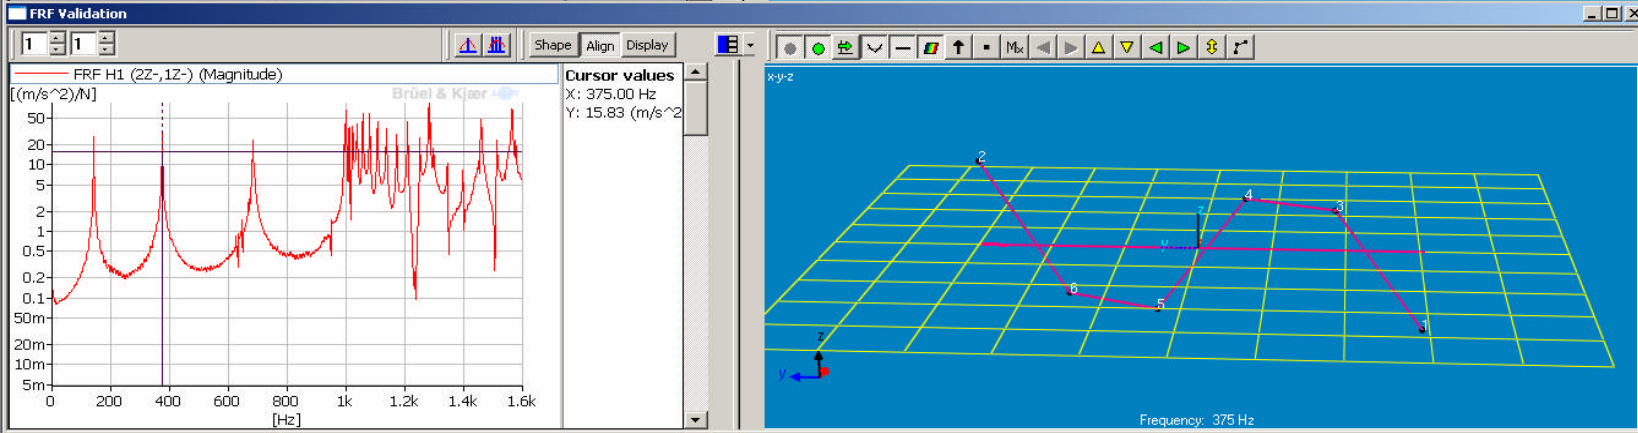 FRF Validation
1 1 Shape Align Display
Mx
FRF H1 (2Z-,1Z-) (Magnitude)
[(m/s^2)/N]
Brüel & Kjær
50
20
10
5
2
1
0.5
0.2
0.1
50m
20m
10m
5m
0 200 400 600 800 1k 1.2k 1.4k 1.6k
[Hz]
Cursor values
X: 375.00 Hz
Y: 15.83 (m/s^2
x-y-z
2
4
3
z
y
6
5
1
z
y
Frequency: 375 Hz